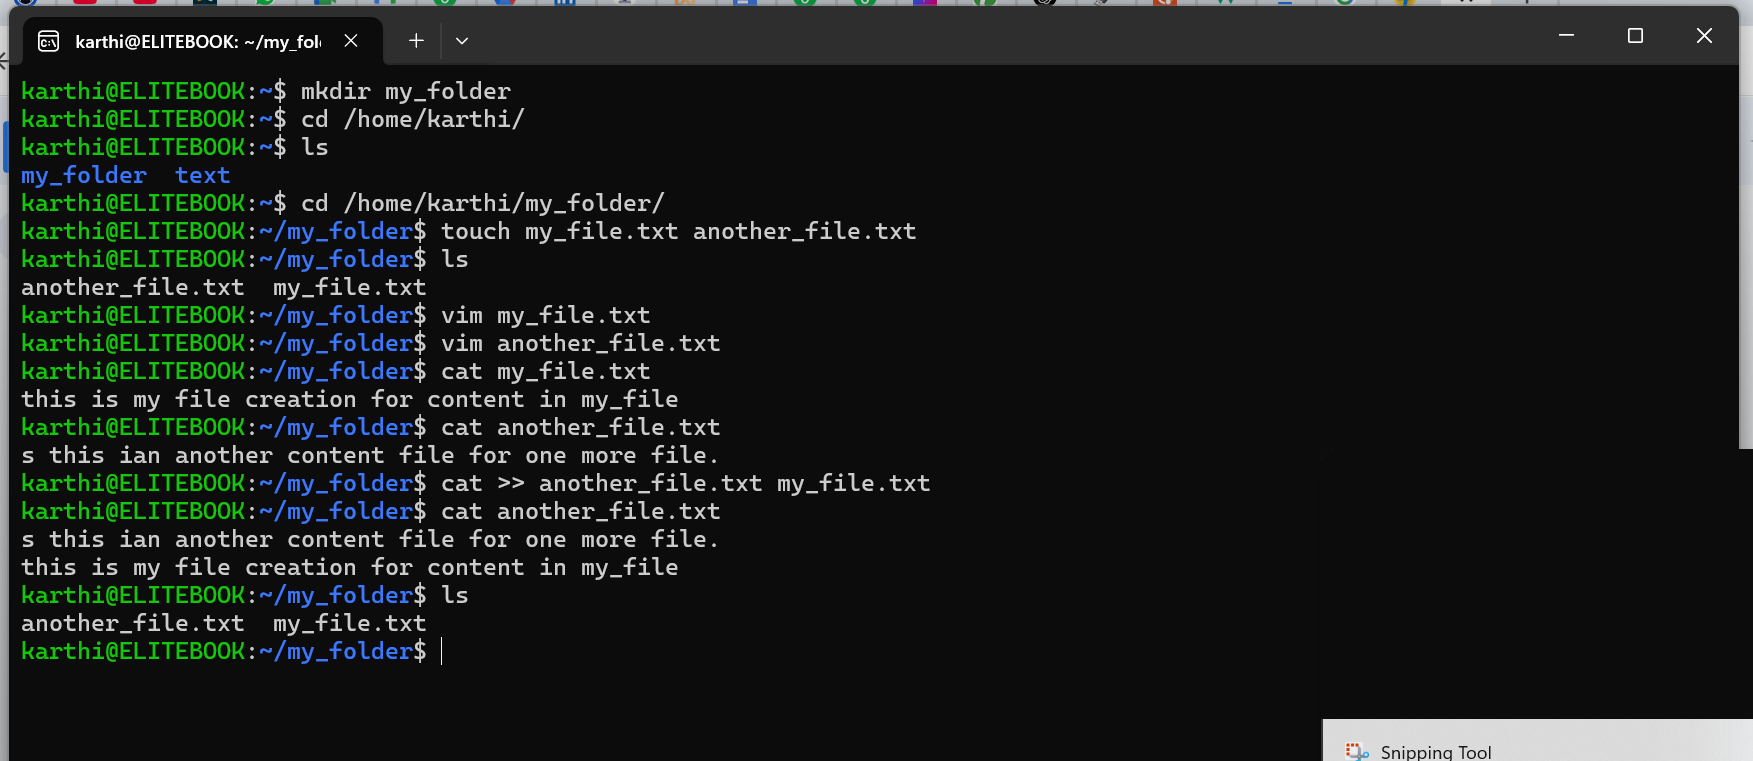 karthi@ELITEBOOK: ~/my_fol
karthi@ELITEBOOK:~$ mkdir my_folder
karthi@ELITEBOOK:~$ cd /home/karthi/
karthi@ELITEBOOK:~$ ls
my_folder  text
karthi@ELITEBOOK:~$ cd /home/karthi/my_folder/
karthi@ELITEBOOK:~/my_folder$ touch my_file.txt another_file.txt
karthi@ELITEBOOK:~/my_folder$ ls
another_file.txt  my_file.txt
karthi@ELITEBOOK:~/my_folder$ vim my_file.txt
karthi@ELITEBOOK:~/my_folder$ vim another_file.txt
karthi@ELITEBOOK:~/my_folder$ cat my_file.txt
this is my file creation for content in my_file
karthi@ELITEBOOK:~/my_folder$ cat another_file.txt
s this ian another content file for one more file.
karthi@ELITEBOOK:~/my_folder$ cat >> another_file.txt my_file.txt
karthi@ELITEBOOK:~/my_folder$ cat another_file.txt
s this ian another content file for one more file.
this is my file creation for content in my_file
karthi@ELITEBOOK:~/my_folder$ ls
another_file.txt  my_file.txt
karthi@ELITEBOOK:~/my_folder$
Snipping Tool